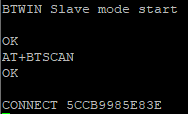 BTWIN Slave mode start
OK
AT+BTSCAN
OK
CONNECT 5CCB9985E83E